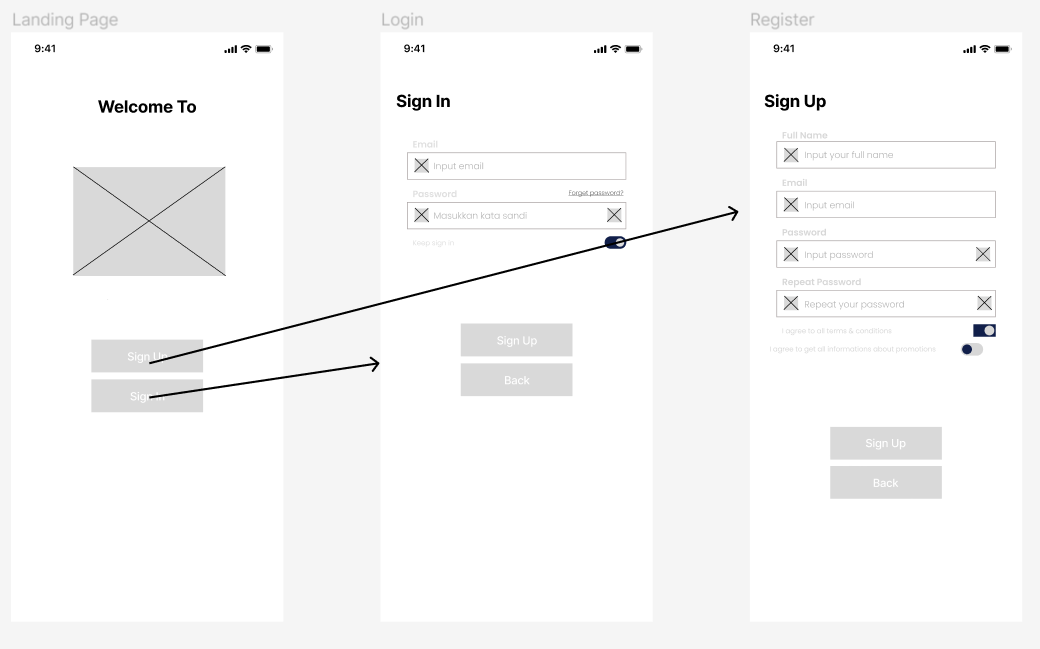 Landing Page
9:41
Welcome To
Sign Up
Sign In
Login
9:41
Sign In
Email
Input email
Password
Forget password?
Masukkan kata sandi
Keep sign in
Sign Up
Back
Register
9:41
Sign Up
Full Name
Input your full name
Email
Input email
Password
Input password
Repeat Password
Repeat your password
I agree to all terms & conditions
I agree to get all informations about promotions
Sign Up
Back